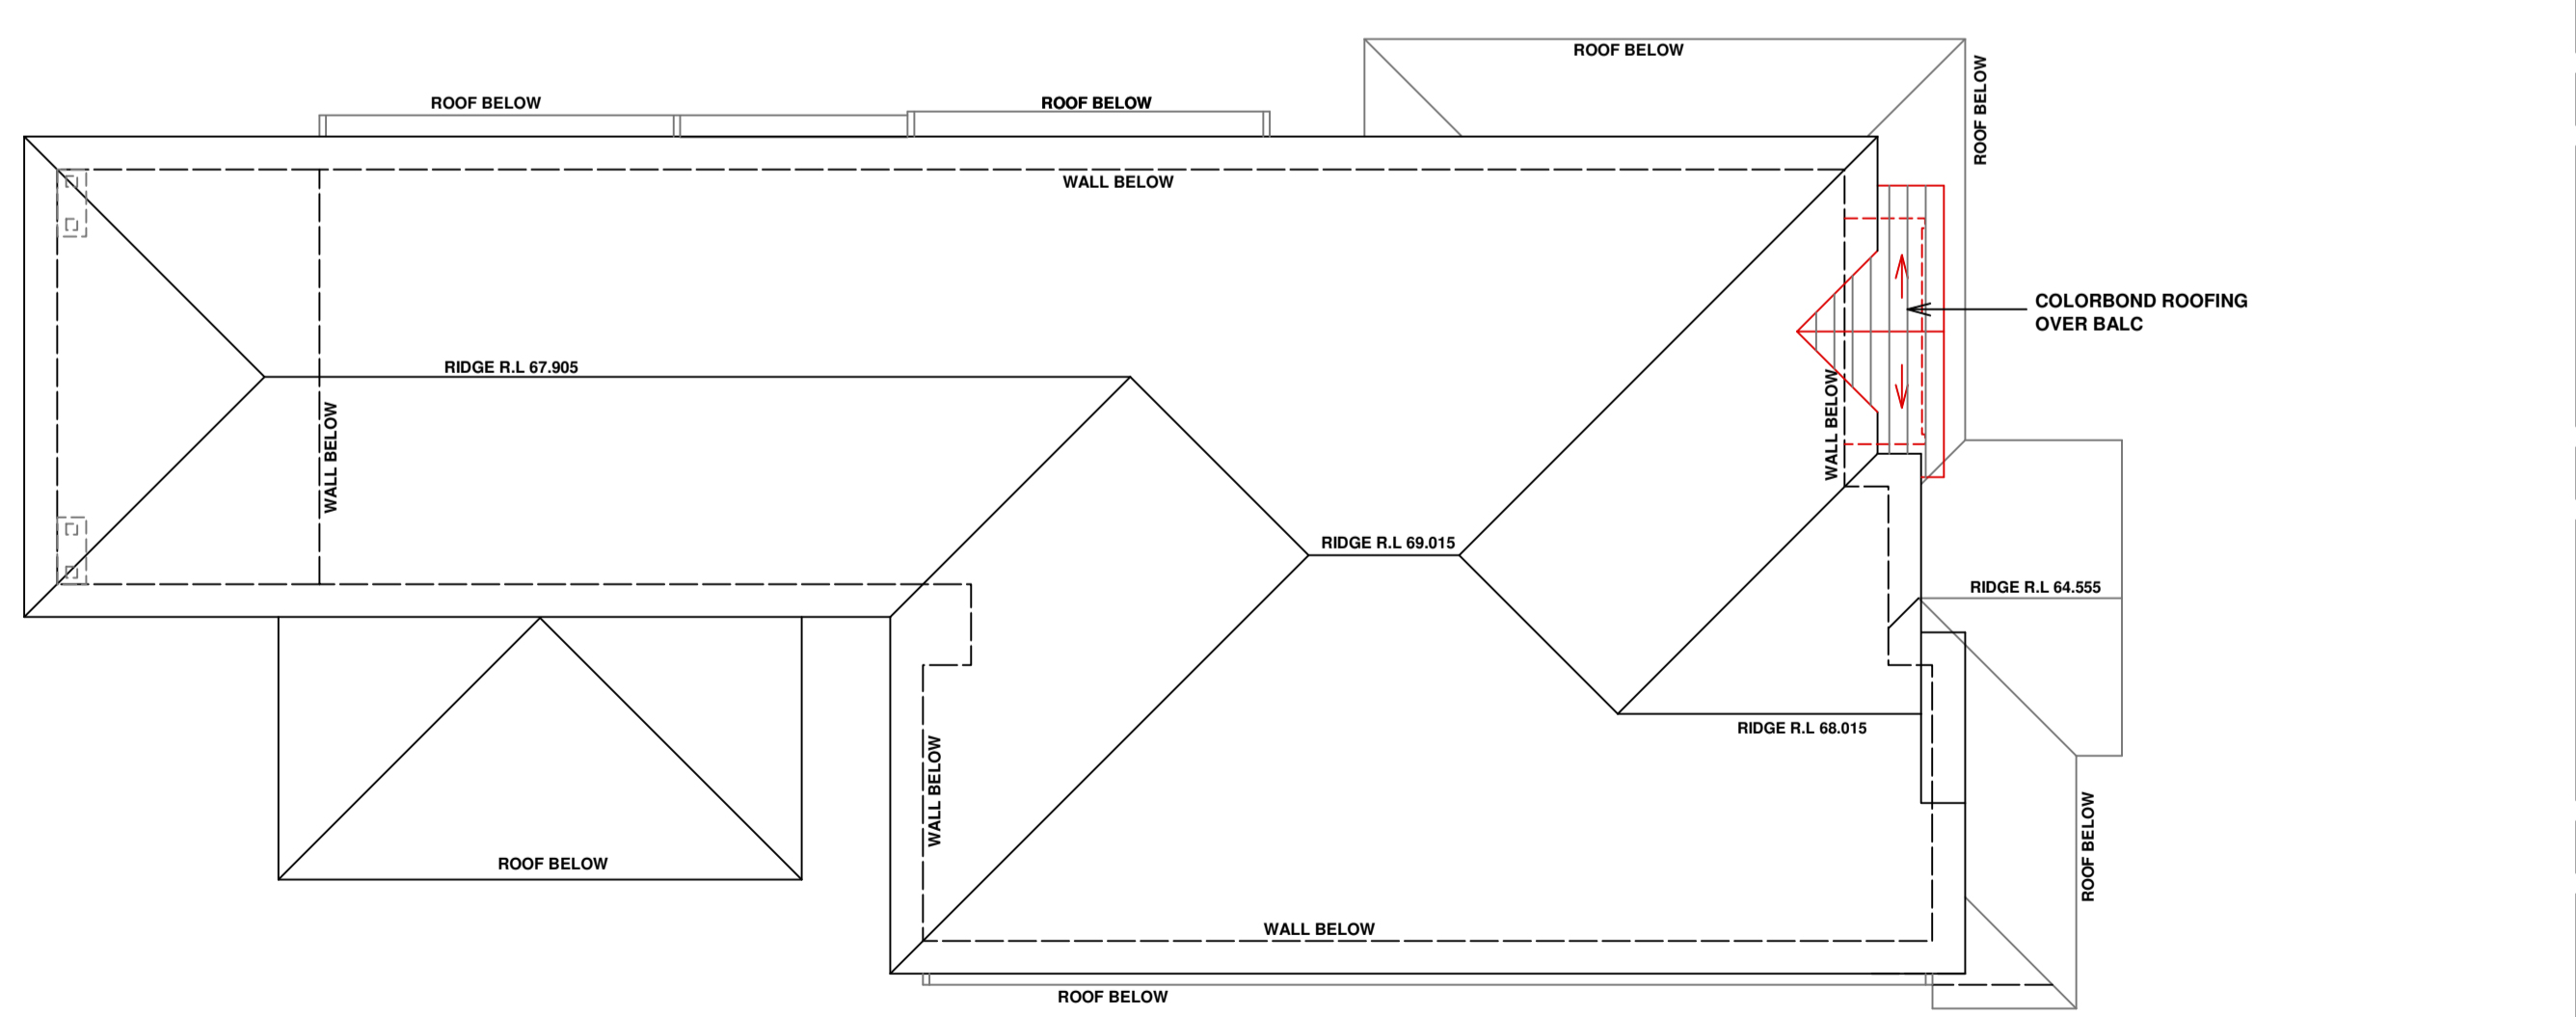 ROOF BELOW
ROOF BELOW
ROOF BELOW
ROOF BELOW
WALL BELOW
COLORBOND ROOFING
OVER BALC
RIDGE R.L 67.905
WALL BELOW
WALL BELOW
RIDGE R.L 69.015
RIDGE R.L 64.555
RIDGE R.L 68.015
WALL BELOW
ROOF BELOW
ROOF BELOW
WALL BELOW
ROOF BELOW